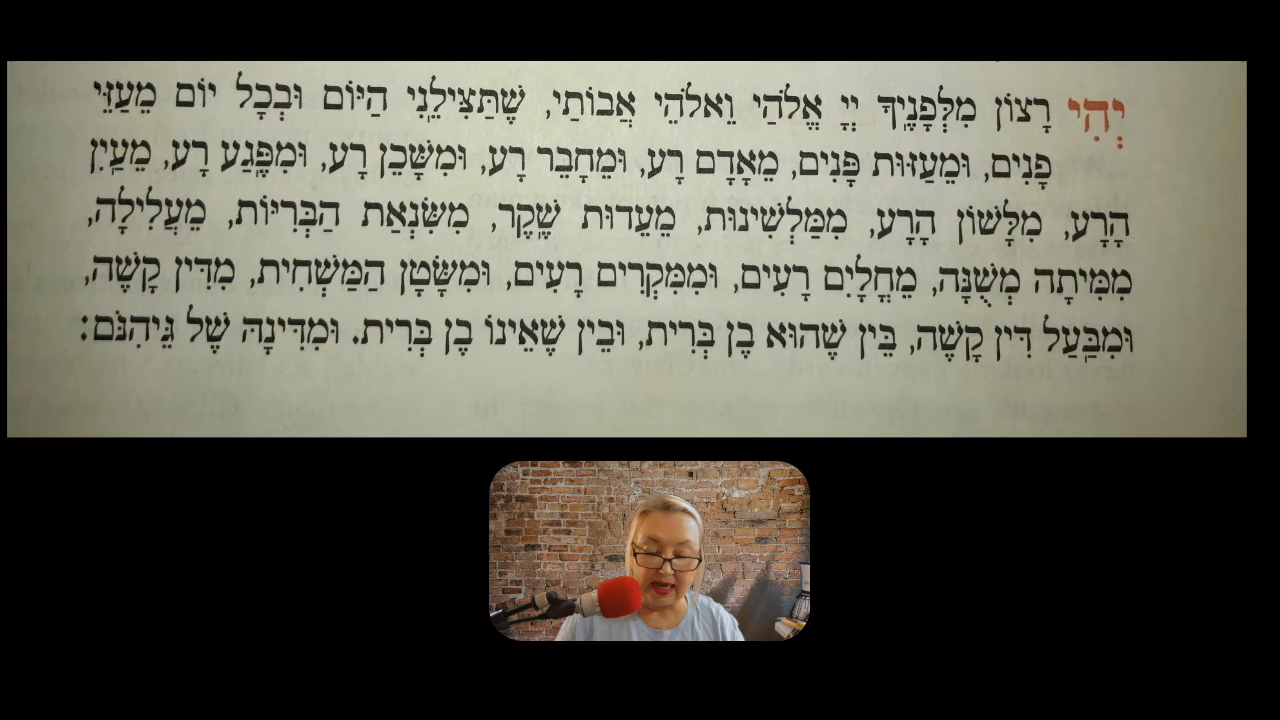 יְהִי רָצוֹן מִלְּפָנֶיךָ יְיָ אֱלֹהַי וֵאלֹהֵי אֲבוֹתַי, שֶׁתַּצִּילֵנִי הַיּוֹם וּבְכָל יוֹם מֵעַזֵּי
פָנִים, וּמֵעַזּוּת פָּנִים, מֵאָדָם רָע, וּמֵחָבֵר רָע, וּמִשָּׁכֵן רָע, וּמִפֶּגַע רָע, מֵעַיִן
הָרָע, מִלָּשׁוֹן הָרָע, מִמַּלְשִׁינוּת, מֵעֵדוּת שֶׁקֶר, מִשִּׂנְאַת הַבְּרִיּוֹת, מֵעֲלִילָה,
מִמִּיתָה מְשֻׁנָּה, מֵחֳלָיִם רָעִים, וּמִמִּקְרִים רָעִים, וּמִשָּׂטָן הַמַּשְׁחִית, מִדִּין קָשֶׁה,
וּמִבַּעַל דִּין קָשֶׁה, בֵּין שֶׁהוּא בֶן בְּרִית, וּבֵין שֶׁאֵינוֹ בֶן בְּרִית. וּמִדִּינָהּ שֶׁל גֵּיהִנֹּם: